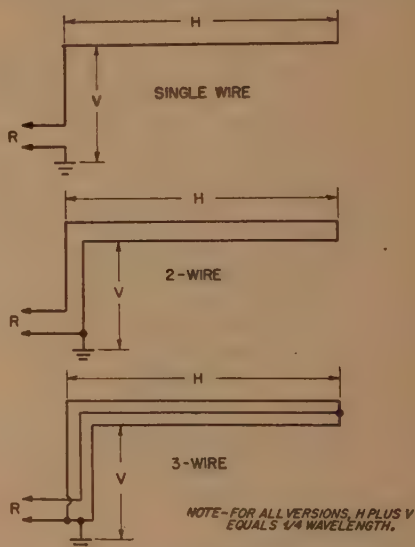 H
V
SINGLE WIRE
R
H
2-WIRE
V
R
H
3-WIRE
V
R
NOTE-FOR ALL VERSIONS, H PLUS V
EQUALS 1/4 WAVELENGTH.